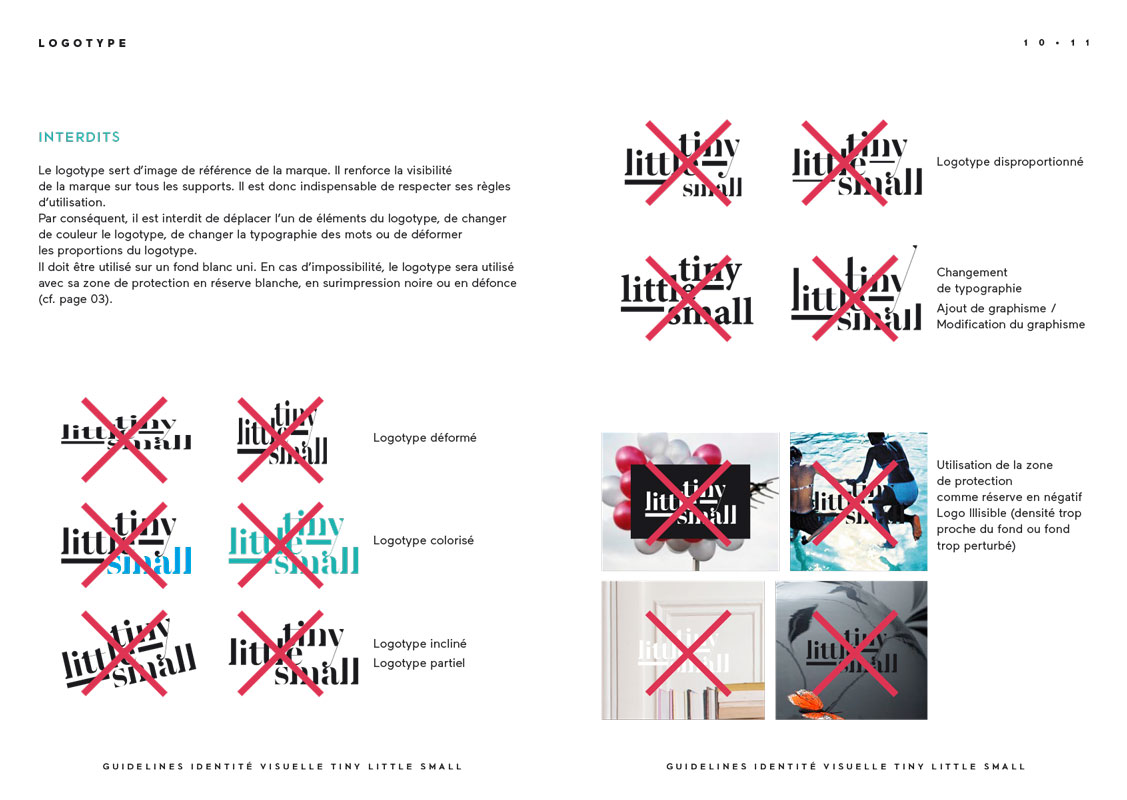 LOGOTYPE
INTERDITS
Le logotype sert d’image de référence de la marque. Il renforce la visibilité
de la marque sur tous les supports. Il est donc indispensable de respecter ses règles
d’utilisation.
Par conséquent, il est interdit de déplacer l’un de éléments du logotype, de changer
de couleur le logotype, de changer la typographie des mots ou de déformer
les proportions du logotype.
Il doit être utilisé sur un fond blanc uni. En cas d’impossibilité, le logotype sera utilisé
avec sa zone de protection en réserve blanche, en surimpression noire ou en défonce
(cf. page 03).
tiny
little
small
tiny
little
small
Logotype déformé
tiny
little
small
tiny
little
small
Logotype colorisé
tiny
little
small
tiny
little
small
Logotype incliné
Logotype partiel
GUIDELINES IDENTITÉ VISUELLE TINY LITTLE SMALL
10 • 11
tiny
little
small
tiny
little
small
Logotype disproportionné
tiny
little
small
tiny
little
small
Changement
de typographie
Ajout de graphisme /
Modification du graphisme
tiny
little
small
tiny
little
small
Utilisation de la zone
de protection
comme réserve en négatif
Logo Illisible (densité trop
proche du fond ou fond
trop perturbé)
tiny
little
small
tiny
little
small
GUIDELINES IDENTITÉ VISUELLE TINY LITTLE SMALL